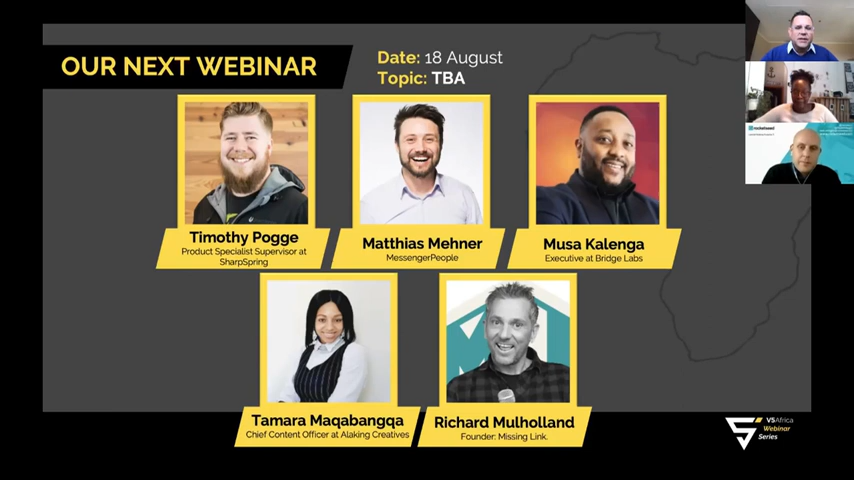 OUR NEXT WEBINAR
Date: 18 August
Topic: TBA
Timothy Pogge
Product Specialist Supervisor at
SharpSpring
Matthias Mehner
MessengerPeople
Musa Kalenga
Executive at Bridge Labs
Tamara Maqabangqa
Chief Content Officer at Alaking Creatives
Richard Mulholland
Founder: Missing Link.
V5Africa
Webinar
Series